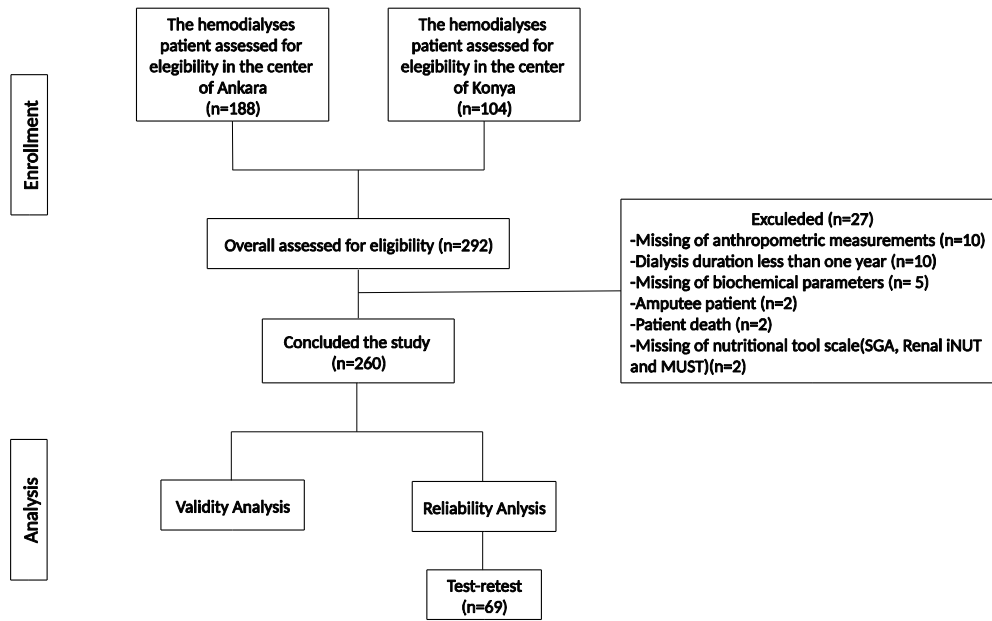 The hemodialyses
patient assessed for
elegibility in the center
of Ankara
(n=188)
The hemodialyses
patient assessed for
elegibility in the center
of Konya
(n=104)
Enrollment
Overall assessed for eligibility (n=292)
Exculeded (n=27)
-Missing of anthropometric measurements (n=10)
-Dialysis duration less than one year (n=10)
-Missing of biochemical parameters (n= 5)
-Amputee patient (n=2)
-Patient death (n=2)
-Missing of nutritional tool scale(SGA, Renal iNUT
and MUST)(n=2)
Concluded the study
(n=260)
Analysis
Validity Analysis
Reliability Anlysis
Test-retest
(n=69)